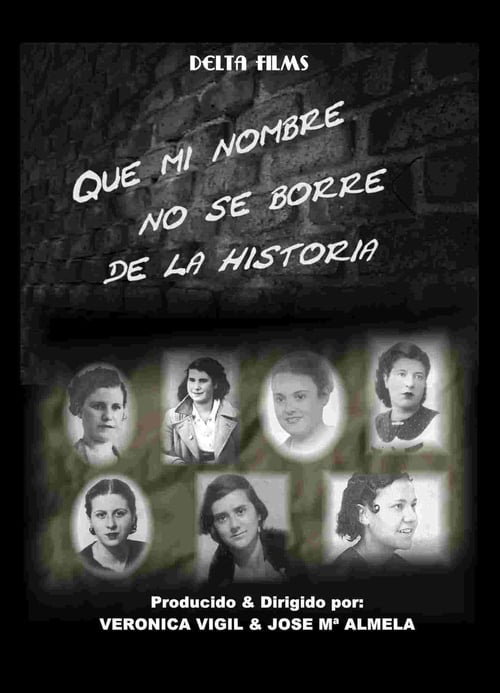 DELTA FILMS
QUE MI NOMBRE
NO SE BORRE
DE LA HISTORIA
Producido & Dirigido por:
VERONICA VIGIL & JOSE Mª ALMELA